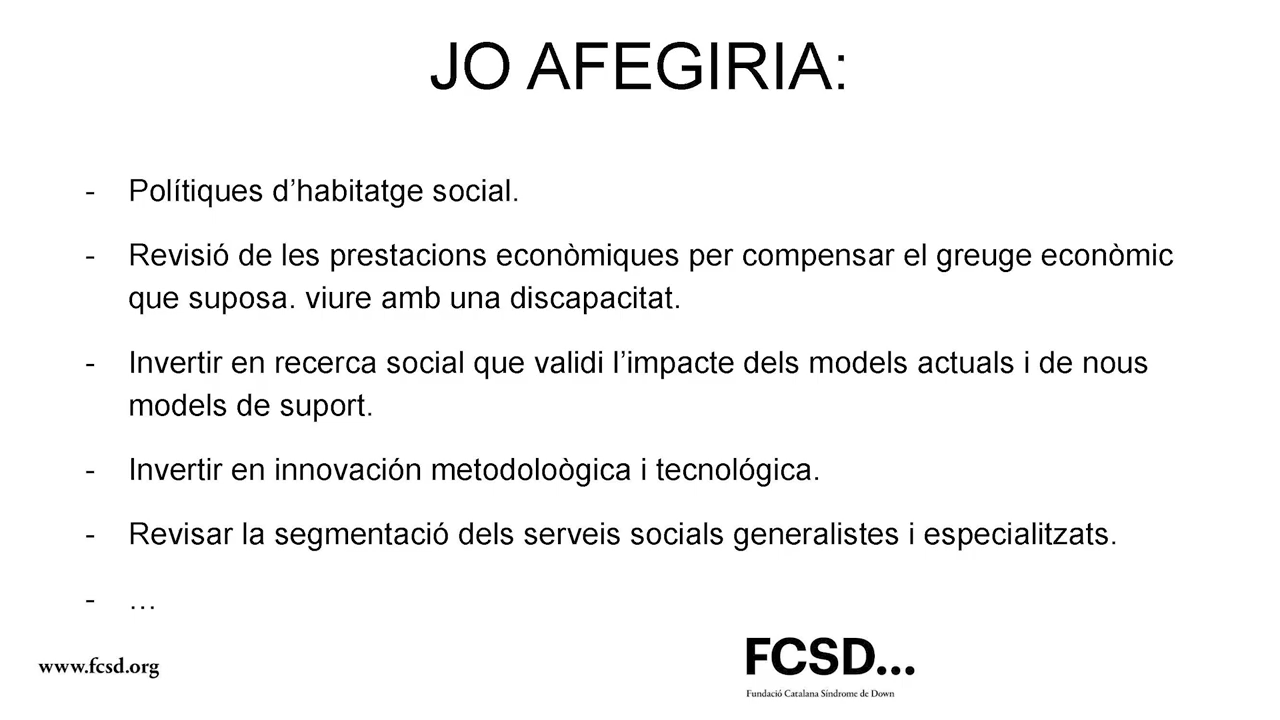 JO AFEGIRIA:
- Polítiques d’habitatge social.
- Revisió de les prestacions econòmiques per compensar el greuge econòmic
que suposa. viure amb una discapacitat.
- Invertir en recerca social que validi l’impacte dels models actuals i de nous
models de suport.
- Invertir en innovación metodoloògica i tecnológica.
- Revisar la segmentació dels serveis socials generalistes i especialitzats.
- …
www.fcsd.org
FCSD...
Fundació Catalana Síndrome de Down